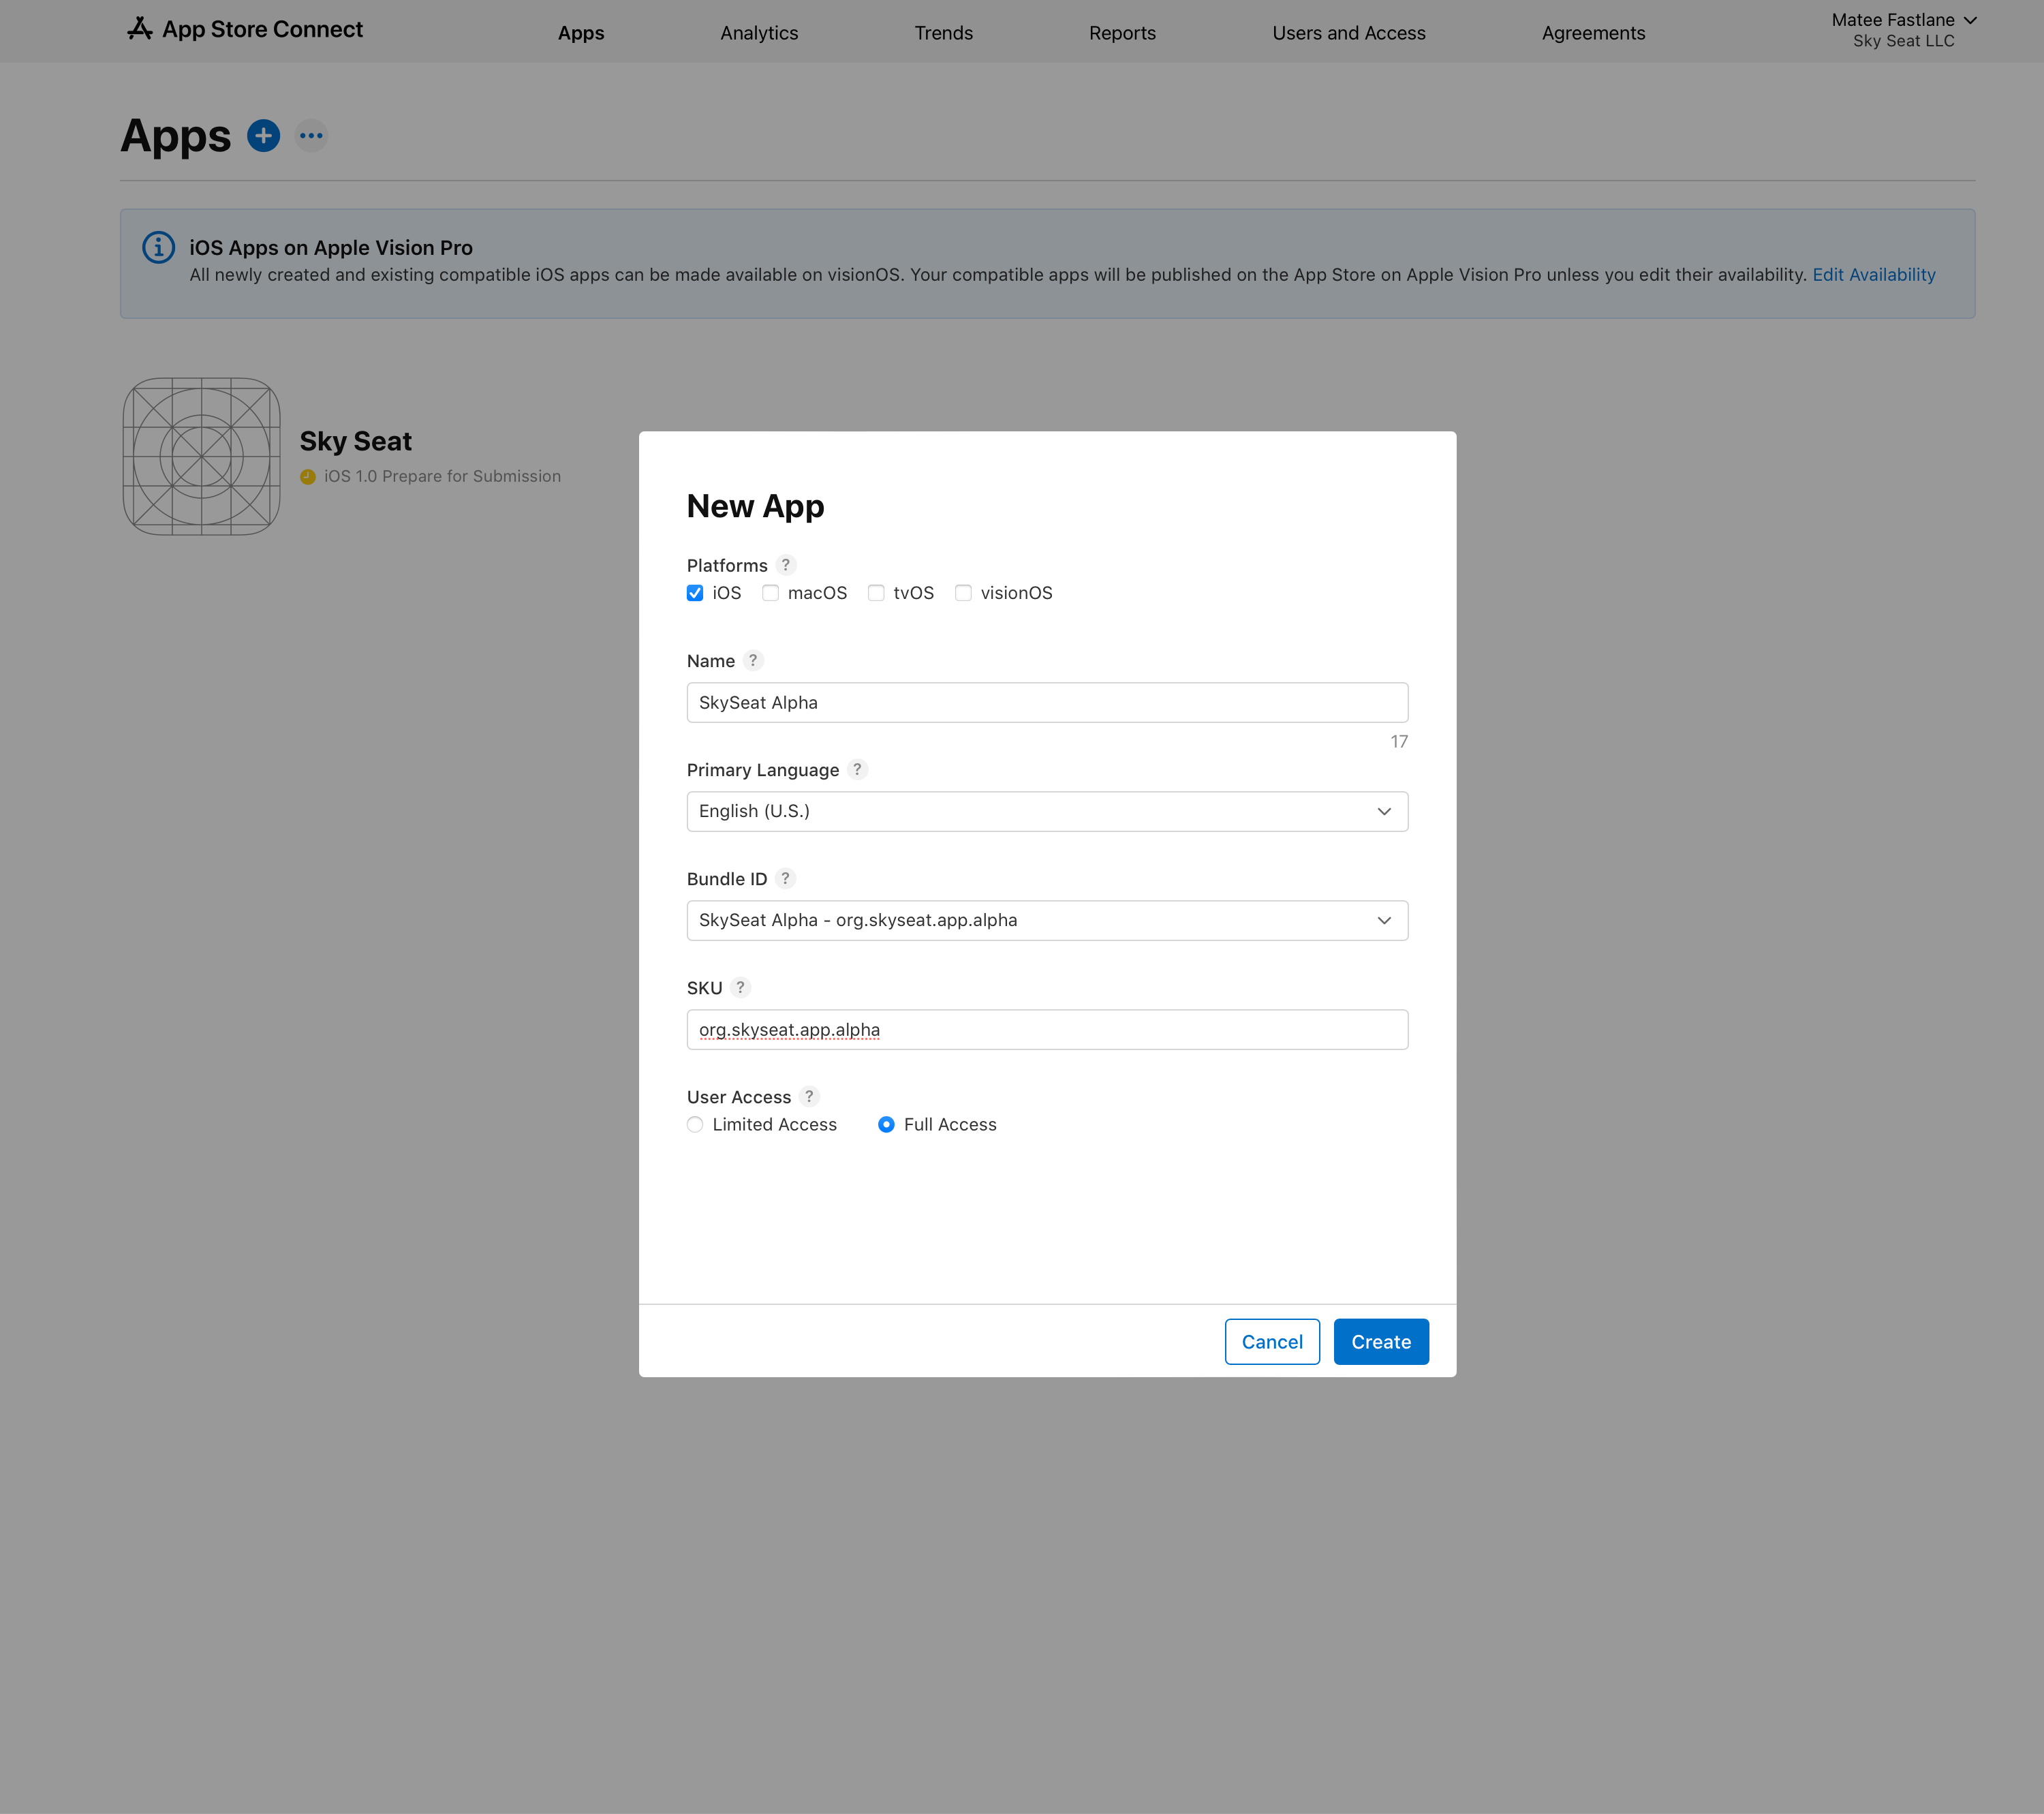 App Store Connect
Apps
Analytics
Trends
Reports
Users and Access
Agreements
Matee Fastlane
Sky Seat LLC
Apps
iOS Apps on Apple Vision Pro
All newly created and existing compatible iOS apps can be made available on visionOS. Your compatible apps will be published on the App Store on Apple Vision Pro unless you edit their availability. Edit Availability
Sky Seat
iOS 1.0 Prepare for Submission
New App
Platforms ?
iOS macOS tvOS visionOS
Name ?
SkySeat Alpha
17
Primary Language ?
English (U.S.)
Bundle ID ?
SkySeat Alpha - org.skyseat.app.alpha
SKU ?
org.skyseat.app.alpha
User Access ?
Limited Access Full Access
Cancel Create